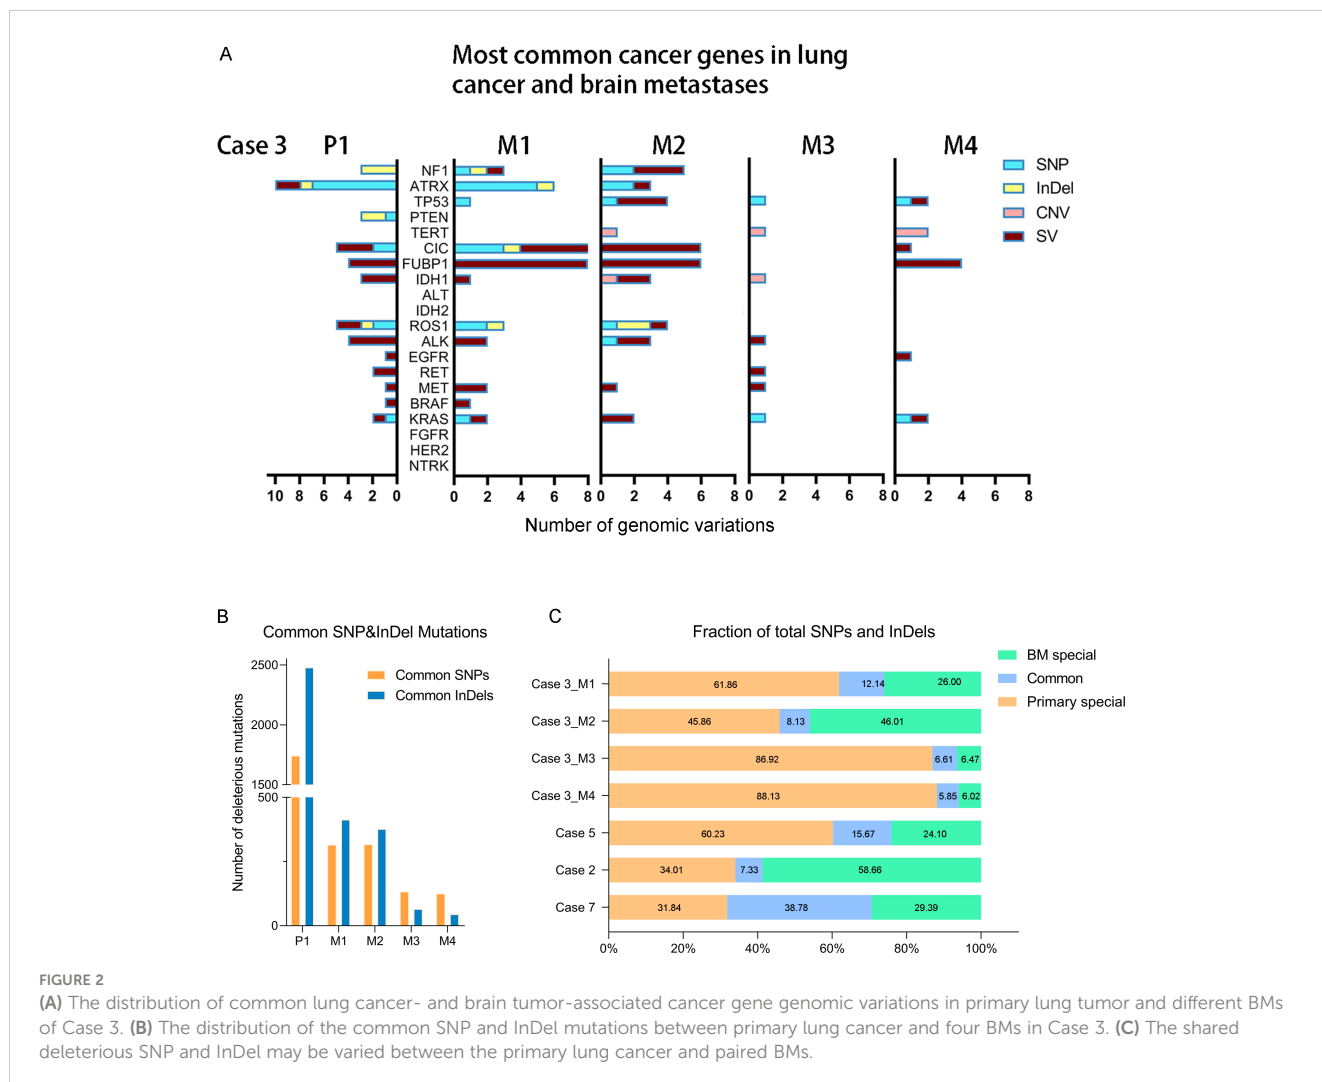 A
Most common cancer genes in lung
cancer and brain metastases
Case 3 P1 M1 M2 M3 M4
SNP
InDel
CNV
SV
NF1
ATRX
TP53
PTEN
TERT
CIC
FUBP1
IDH1
ALT
IDH2
ROS1
ALK
EGFR
RET
MET
BRAF
KRAS
FGFR
HER2
NTRK
10 8 6 4 2 0 0 2 4 6 8 0 2 4 6 8 0 2 4 6 8 0 2 4 6 8
Number of genomic variations
B
Common SNP&InDel Mutations
Common SNPs
Common InDels
Number of deleterious mutations
2500
2000
1500
500
0
P1 M1 M2 M3 M4
C
Fraction of total SNPs and InDels
BM special
Common
Primary special
Case 3_M1 61.86 12.14 26.00
Case 3_M2 45.86 8.13 46.01
Case 3_M3 86.92 6.61 6.47
Case 3_M4 88.13 5.85 6.02
Case 5 60.23 15.67 24.10
Case 2 34.01 7.33 58.66
Case 7 31.84 38.78 29.39
0% 20% 40% 60% 80% 100%
FIGURE 2
(A) The distribution of common lung cancer- and brain tumor-associated cancer gene genomic variations in primary lung tumor and different BMs
of Case 3. (B) The distribution of the common SNP and InDel mutations between primary lung cancer and four BMs in Case 3. (C) The shared
deleterious SNP and InDel may be varied between the primary lung cancer and paired BMs.